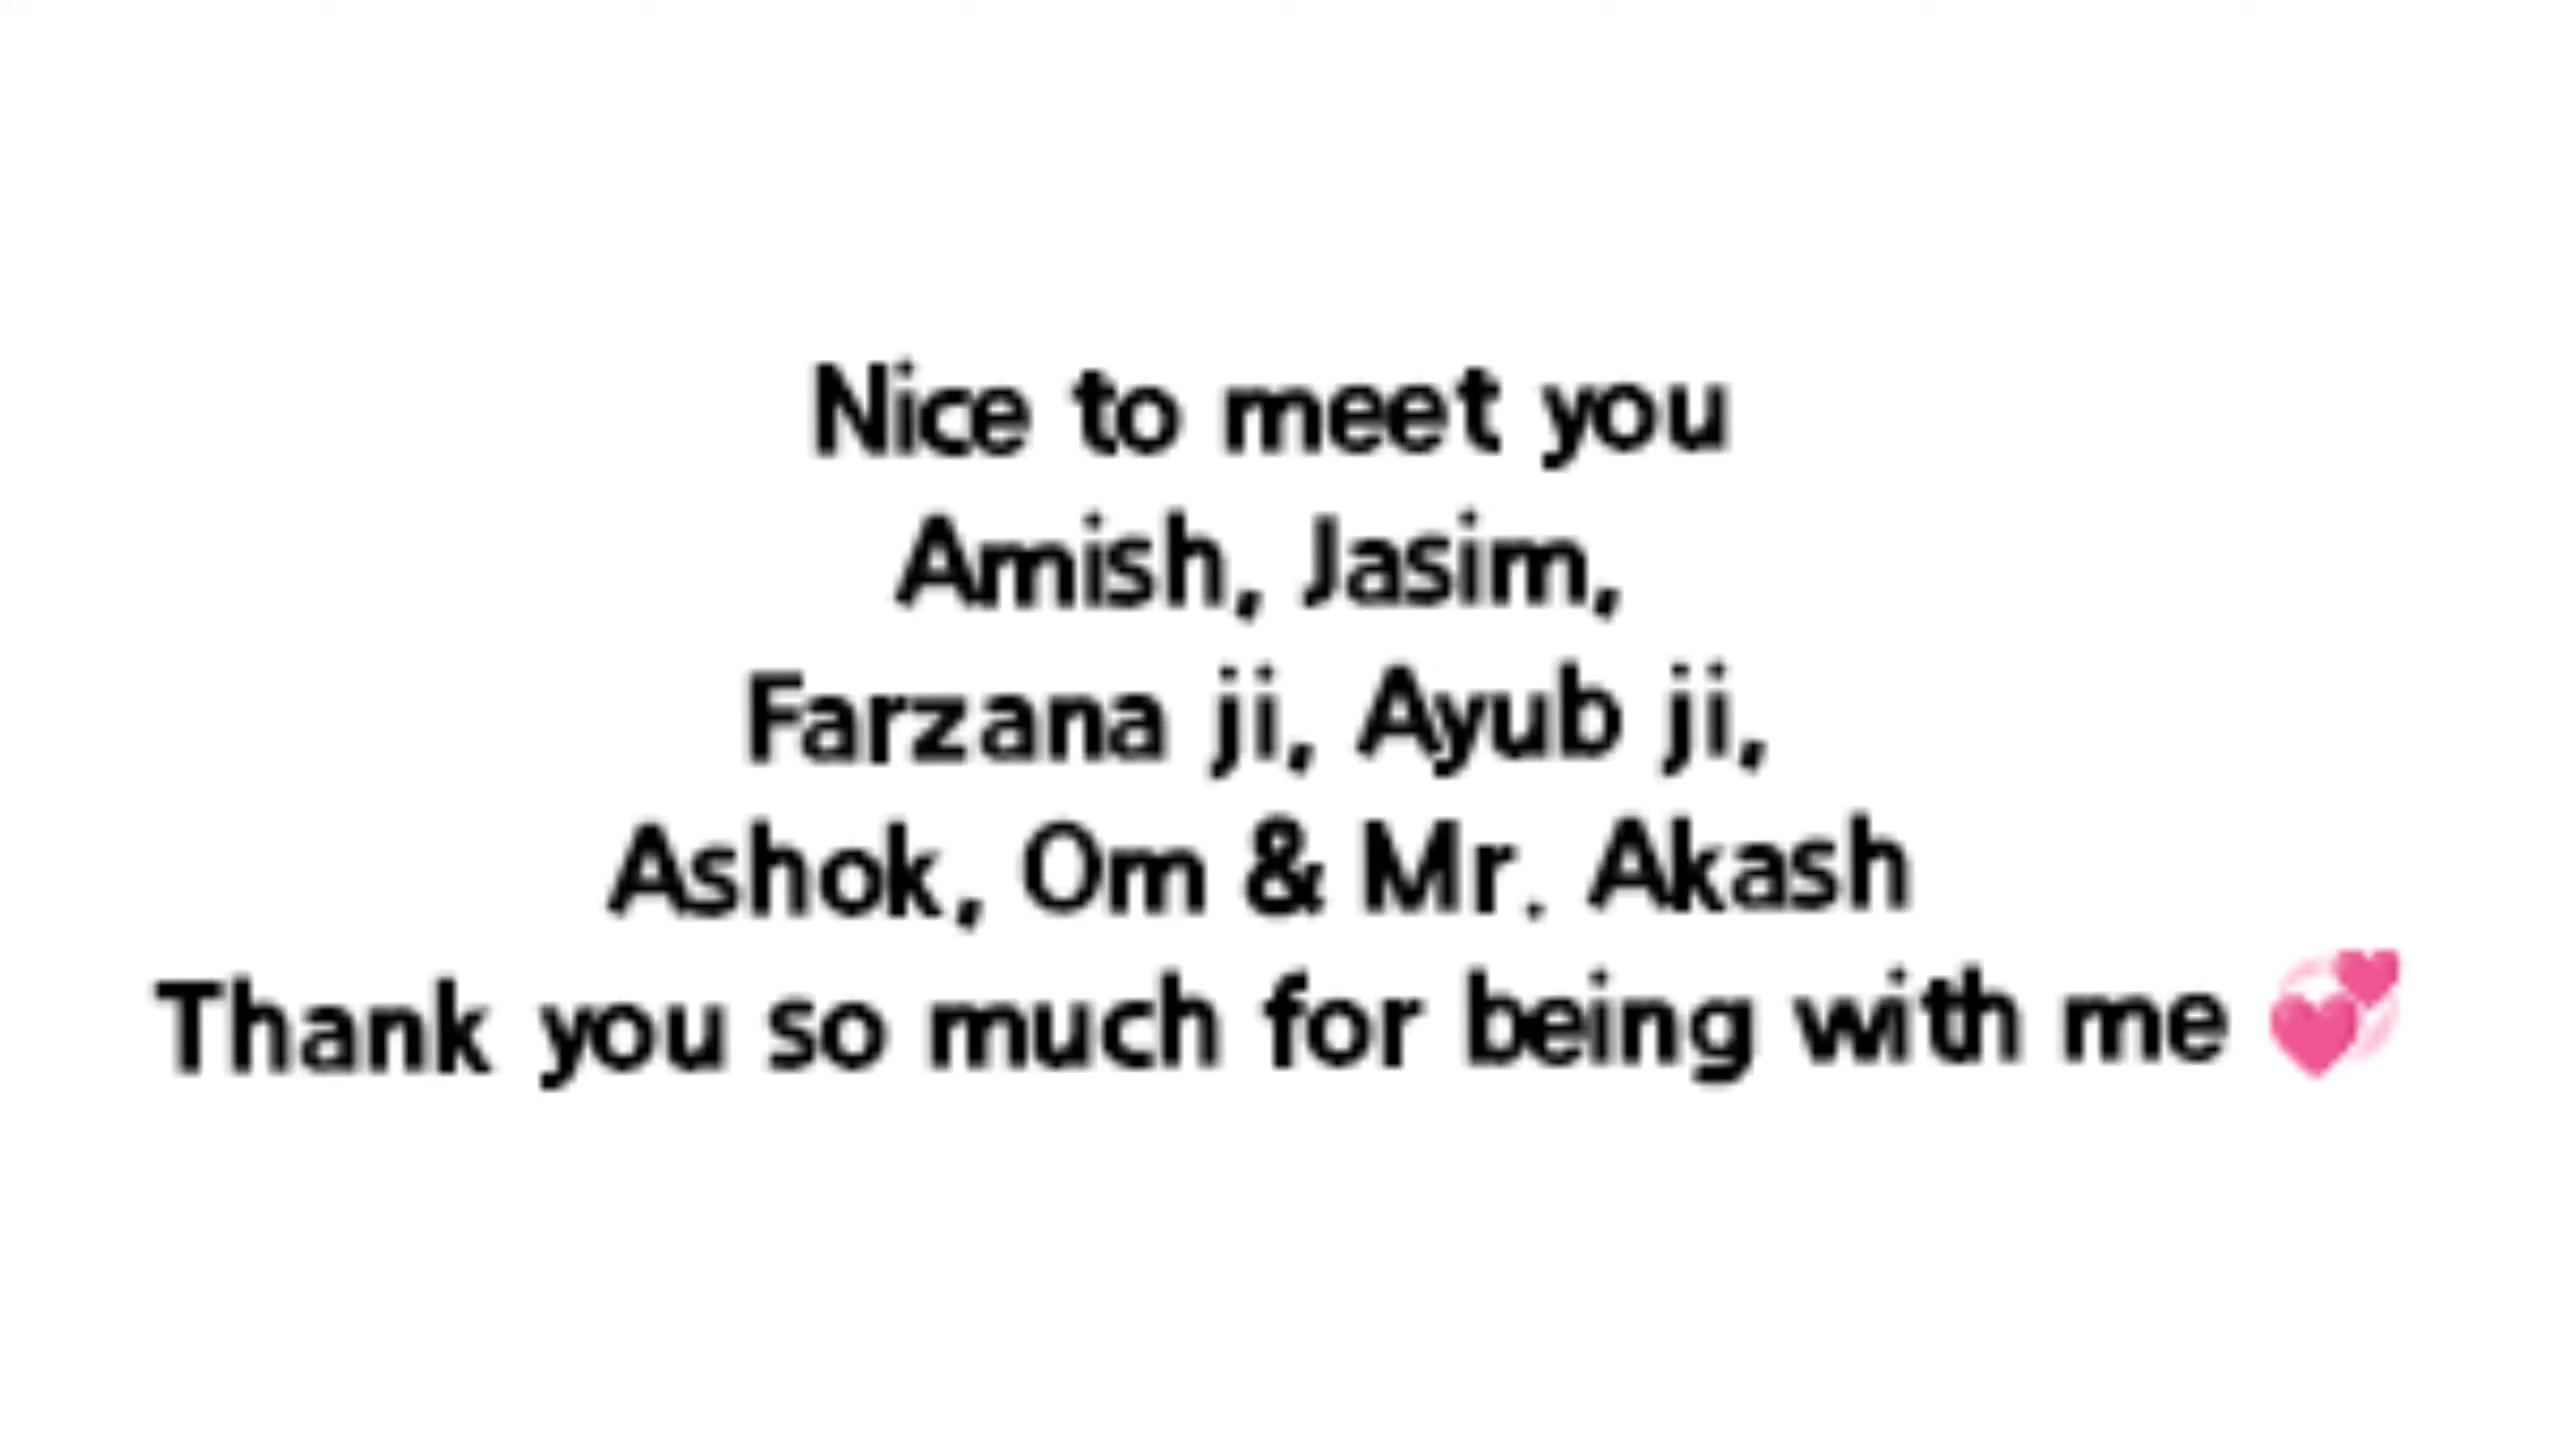 Nice to meet you
Amish, Jasim,
Farzana ji, Ayub ji,
Ashok, Om & Mr. Akash
Thank you so much for being with me 💞